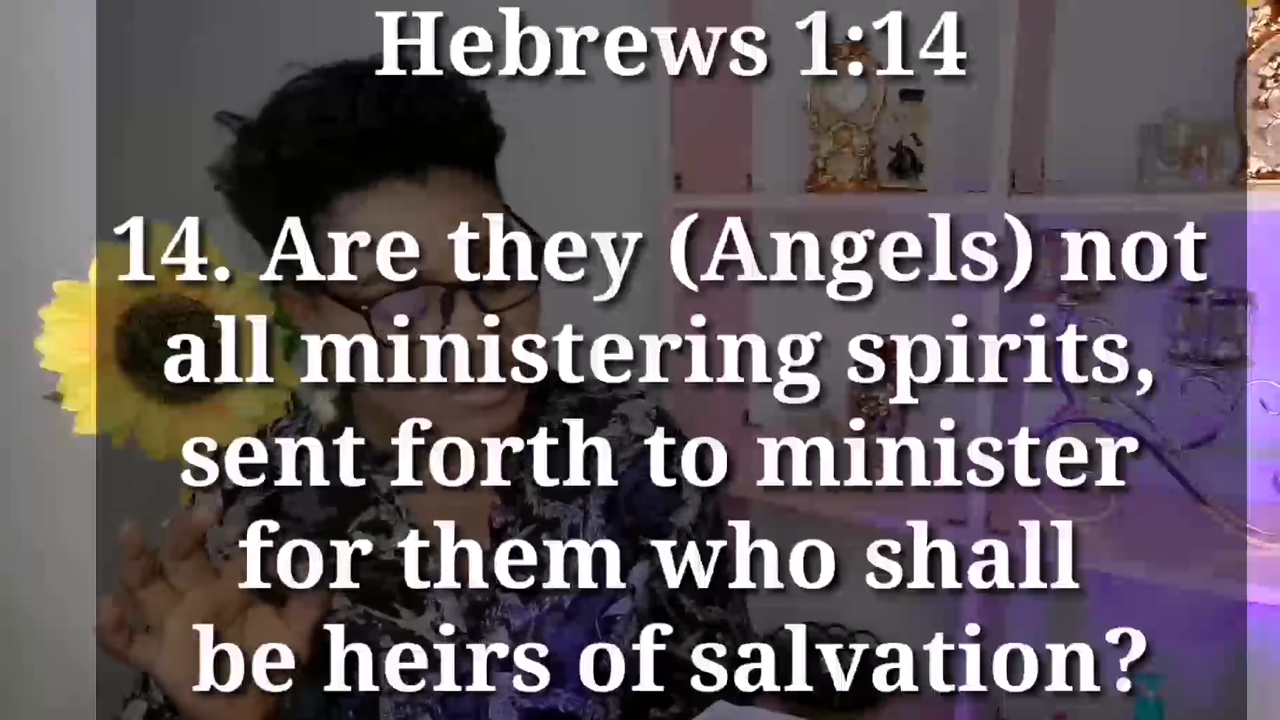 Hebrews 1:14
14. Are they (Angels) not
all ministering spirits,
sent forth to minister
for them who shall
be heirs of salvation?